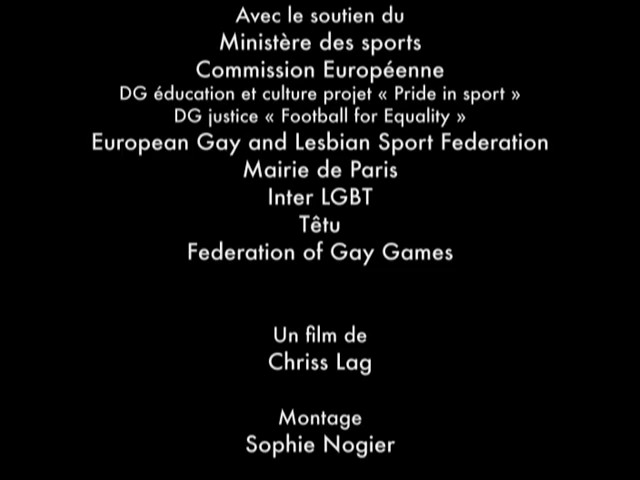 Avec le soutien du
Ministère des sports
Commission Européenne
DG éducation et culture projet « Pride in sport »
DG justice « Football for Equality »
European Gay and Lesbian Sport Federation
Mairie de Paris
Inter LGBT
Têtu
Federation of Gay Games
Un film de
Chriss Lag
Montage
Sophie Nogier